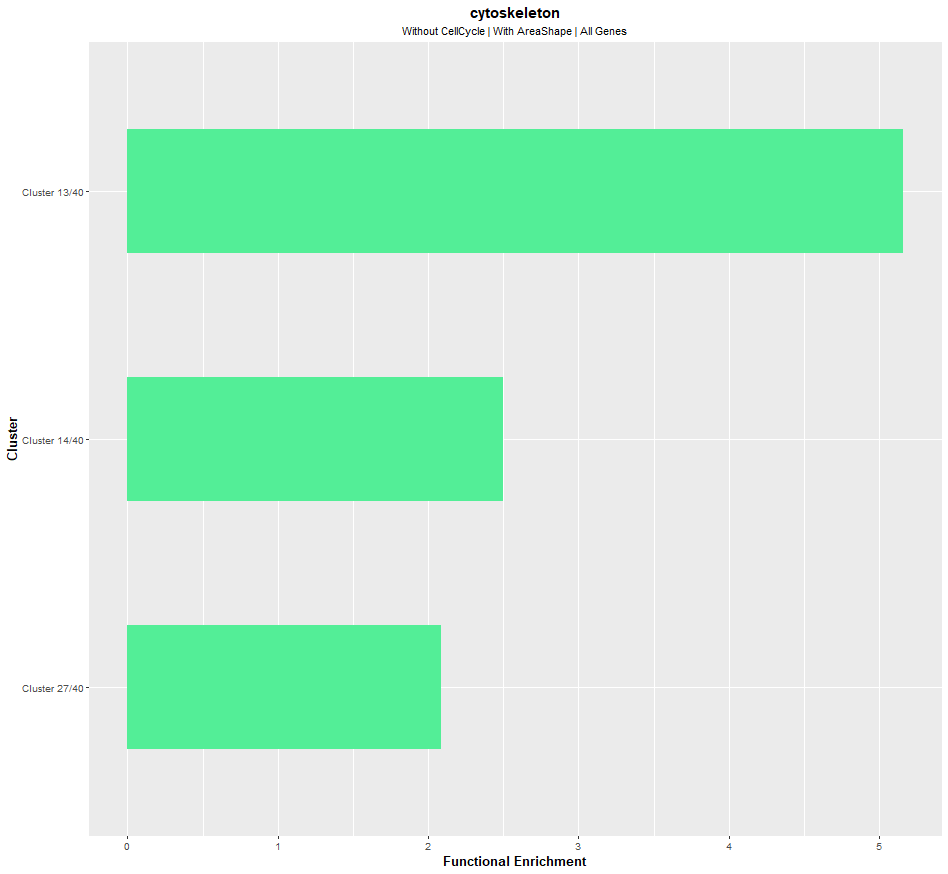 cytoskeleton
Without CellCycle | With AreaShape | All Genes
Cluster
Cluster 13/40
Cluster 14/40
Cluster 27/40
0 1 2 3 4 5
Functional Enrichment